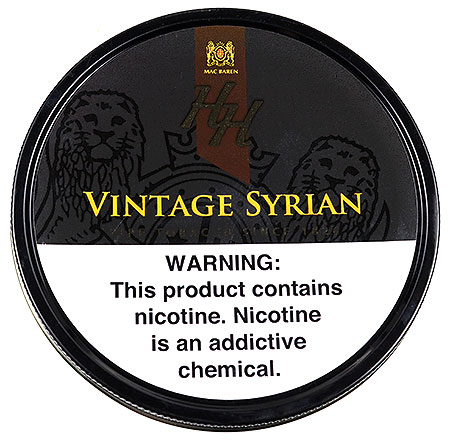 MAC BAREN
HH
VINTAGE SYRIAN
WARNING:
This product contains
nicotine. Nicotine
is an addictive
chemical.